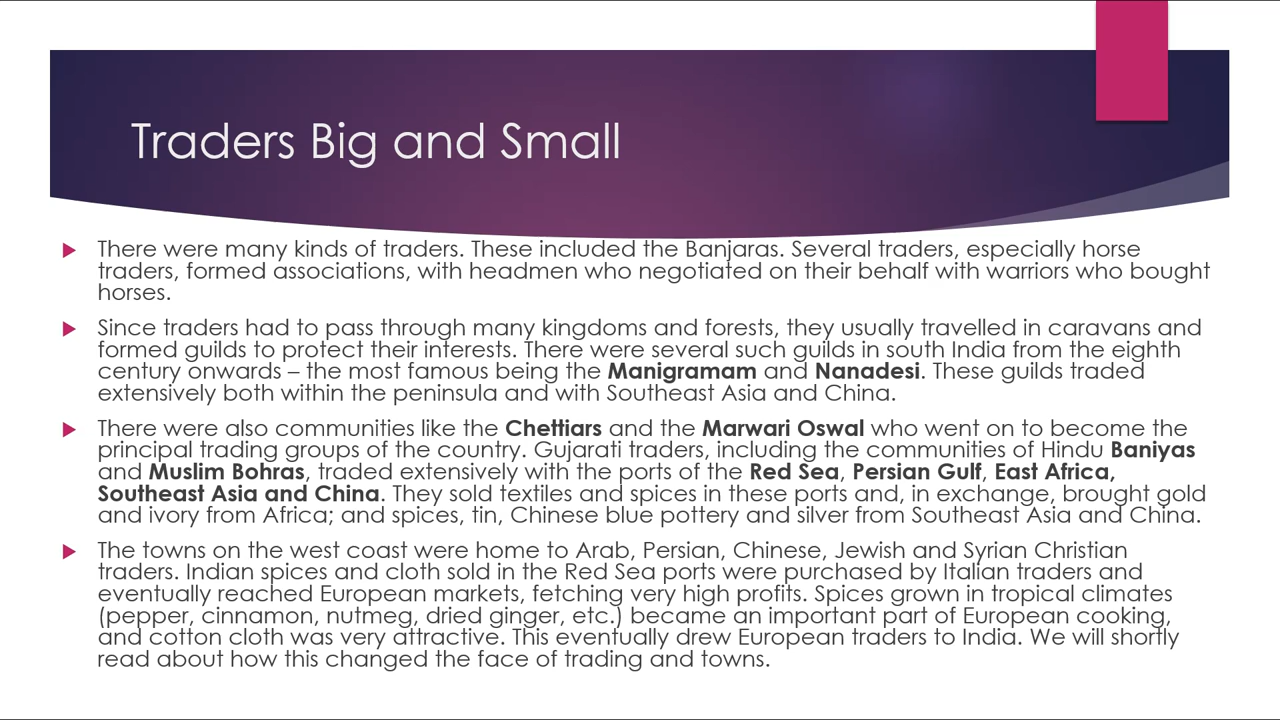 Traders Big and Small
There were many kinds of traders. These included the Banjaras. Several traders, especially horse
traders, formed associations, with headmen who negotiated on their behalf with warriors who bought
horses.
Since traders had to pass through many kingdoms and forests, they usually travelled in caravans and
formed guilds to protect their interests. There were several such guilds in south India from the eighth
century onwards – the most famous being the Manigramam and Nanadesi. These guilds traded
extensively both within the peninsula and with Southeast Asia and China.
There were also communities like the Chettiars and the Marwari Oswal who went on to become the
principal trading groups of the country. Gujarati traders, including the communities of Hindu Baniyas
and Muslim Bohras, traded extensively with the ports of the Red Sea, Persian Gulf, East Africa,
Southeast Asia and China. They sold textiles and spices in these ports and, in exchange, brought gold
and ivory from Africa; and spices, tin, Chinese blue pottery and silver from Southeast Asia and China.
The towns on the west coast were home to Arab, Persian, Chinese, Jewish and Syrian Christian
traders. Indian spices and cloth sold in the Red Sea ports were purchased by Italian traders and
eventually reached European markets, fetching very high profits. Spices grown in tropical climates
(pepper, cinnamon, nutmeg, dried ginger, etc.) became an important part of European cooking,
and cotton cloth was very attractive. This eventually drew European traders to India. We will shortly
read about how this changed the face of trading and towns.